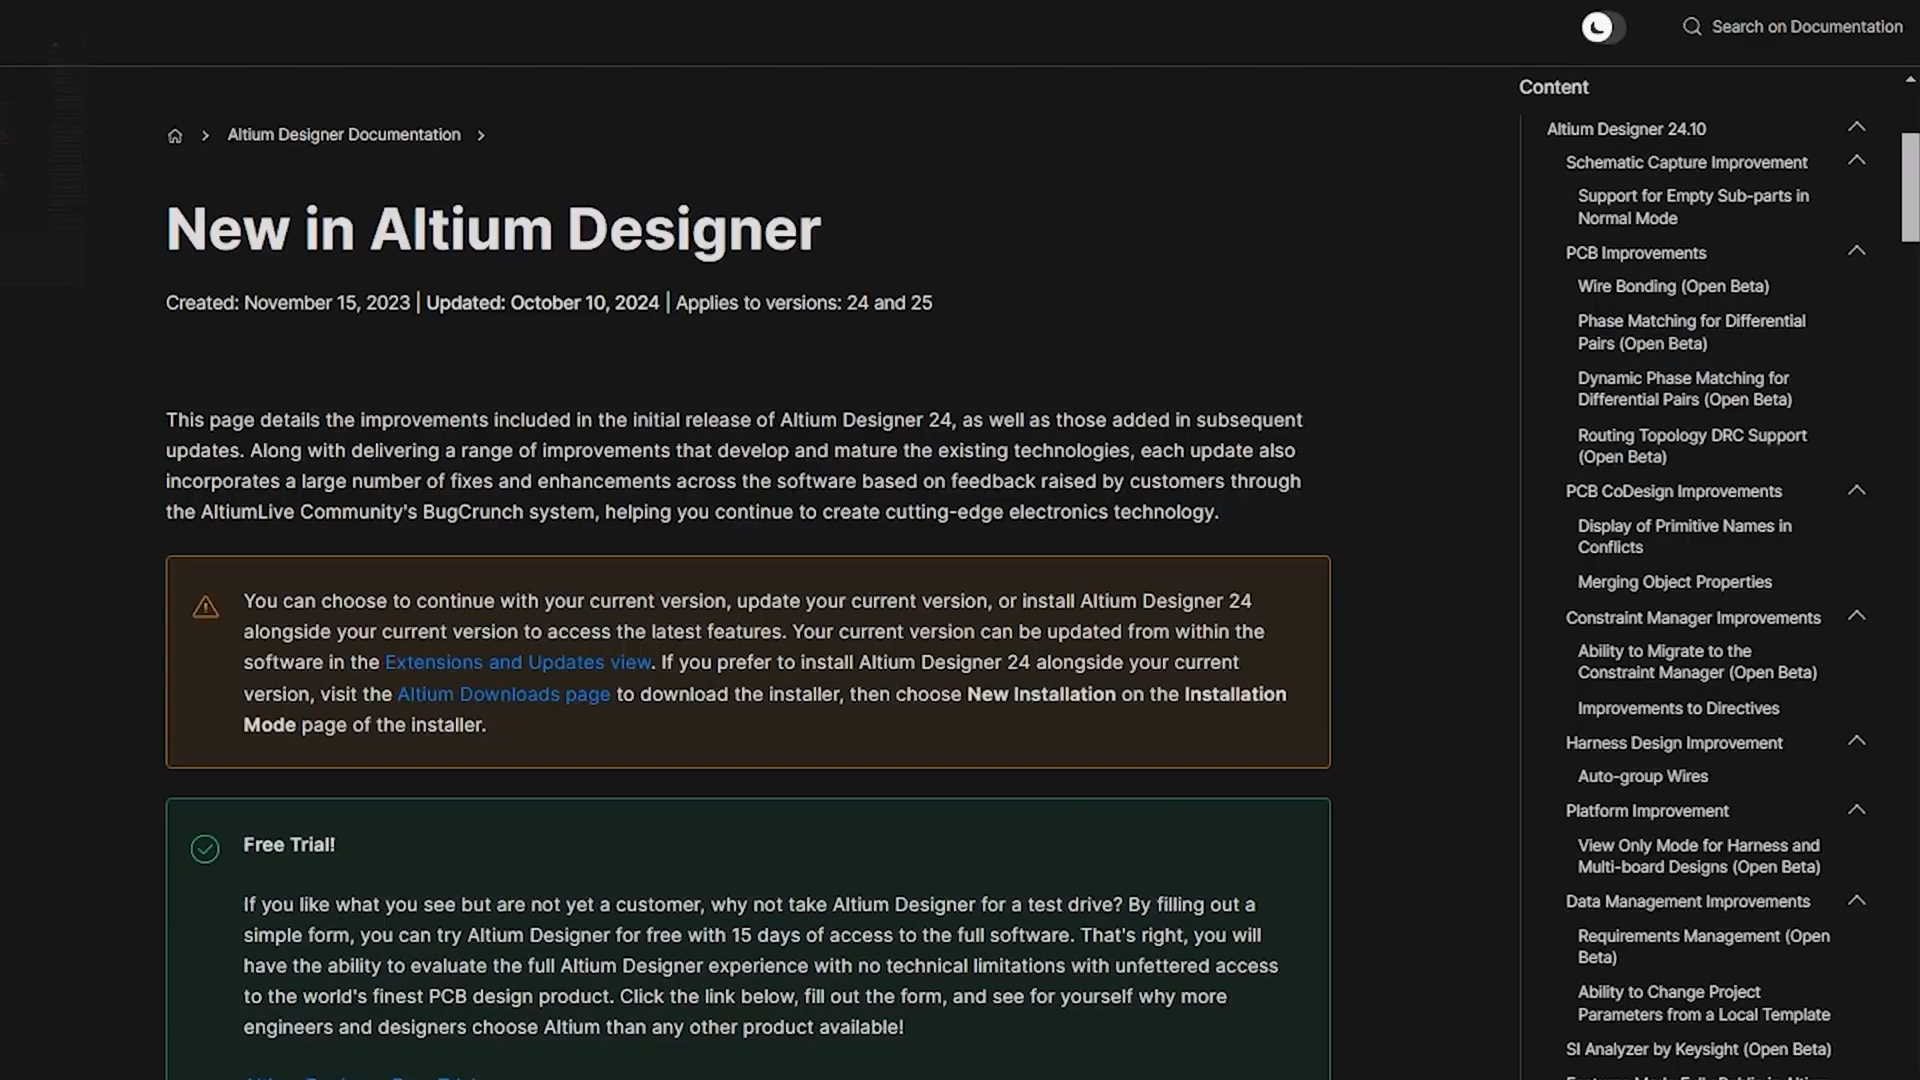 Search on Documentation
Altium Designer Documentation
New in Altium Designer
Created: November 15, 2023 | Updated: October 10, 2024 | Applies to versions: 24 and 25
This page details the improvements included in the initial release of Altium Designer 24, as well as those added in subsequent
updates. Along with delivering a range of improvements that develop and mature the existing technologies, each update also
incorporates a large number of fixes and enhancements across the software based on feedback raised by customers through
the AltiumLive Community's BugCrunch system, helping you continue to create cutting-edge electronics technology.
You can choose to continue with your current version, update your current version, or install Altium Designer 24
alongside your current version to access the latest features. Your current version can be updated from within the
software in the Extensions and Updates view. If you prefer to install Altium Designer 24 alongside your current
version, visit the Altium Downloads page to download the installer, then choose New Installation on the Installation
Mode page of the installer.
Free Trial!
If you like what you see but are not yet a customer, why not take Altium Designer for a test drive? By filling out a
simple form, you can try Altium Designer for free with 15 days of access to the full software. That's right, you will
have the ability to evaluate the full Altium Designer experience with no technical limitations with unfettered access
to the world's finest PCB design product. Click the link below, fill out the form, and see for yourself why more
engineers and designers choose Altium than any other product available!
Content
Altium Designer 24.10
Schematic Capture Improvement
Support for Empty Sub-parts in
Normal Mode
PCB Improvements
Wire Bonding (Open Beta)
Phase Matching for Differential
Pairs (Open Beta)
Dynamic Phase Matching for
Differential Pairs (Open Beta)
Routing Topology DRC Support
(Open Beta)
PCB CoDesign Improvements
Display of Primitive Names in
Conflicts
Merging Object Properties
Constraint Manager Improvements
Ability to Migrate to the
Constraint Manager (Open Beta)
Improvements to Directives
Harness Design Improvement
Auto-group Wires
Platform Improvement
View Only Mode for Harness and
Multi-board Designs (Open Beta)
Data Management Improvements
Requirements Management (Open
Beta)
Ability to Change Project
Parameters from a Local Template
SI Analyzer by Keysight (Open Beta)